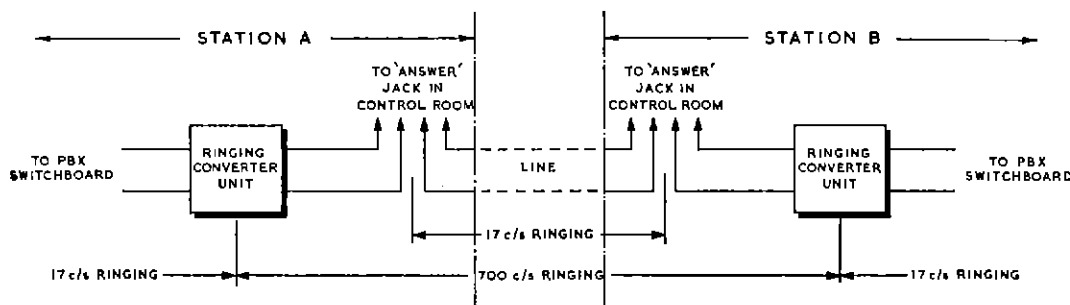 STATION A
STATION B
TO 'ANSWER'
JACK IN
CONTROL ROOM
TO 'ANSWER'
JACK IN
CONTROL ROOM
TO PBX
SWITCHBOARD
RINGING
CONVERTER
UNIT
LINE
RINGING
CONVERTER
UNIT
TO PBX
SWITCHBOARD
17 c/s RINGING
17 c/s RINGING
700 c/s RINGING
17 c/s RINGING